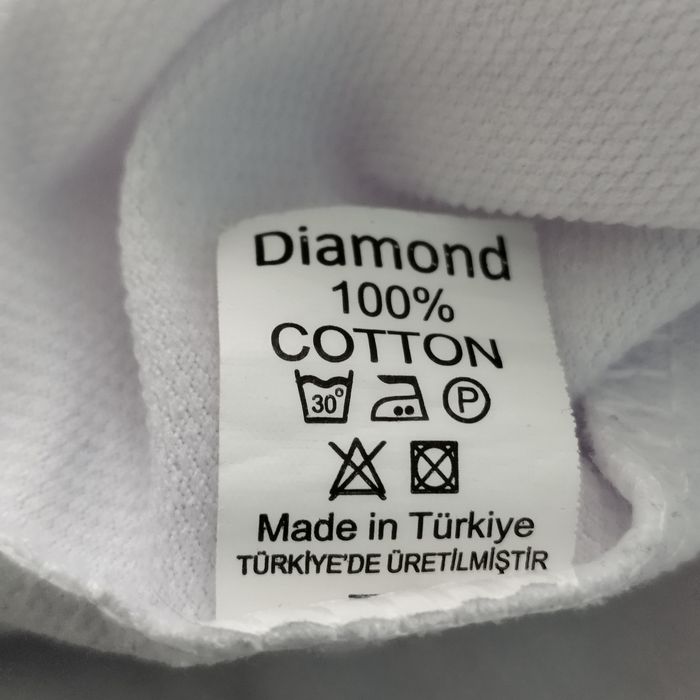 Diamond
100%
COTTON
30°
P
Made in Türkiye
TÜRKİYE'DE ÜRETİLMİŞTİR